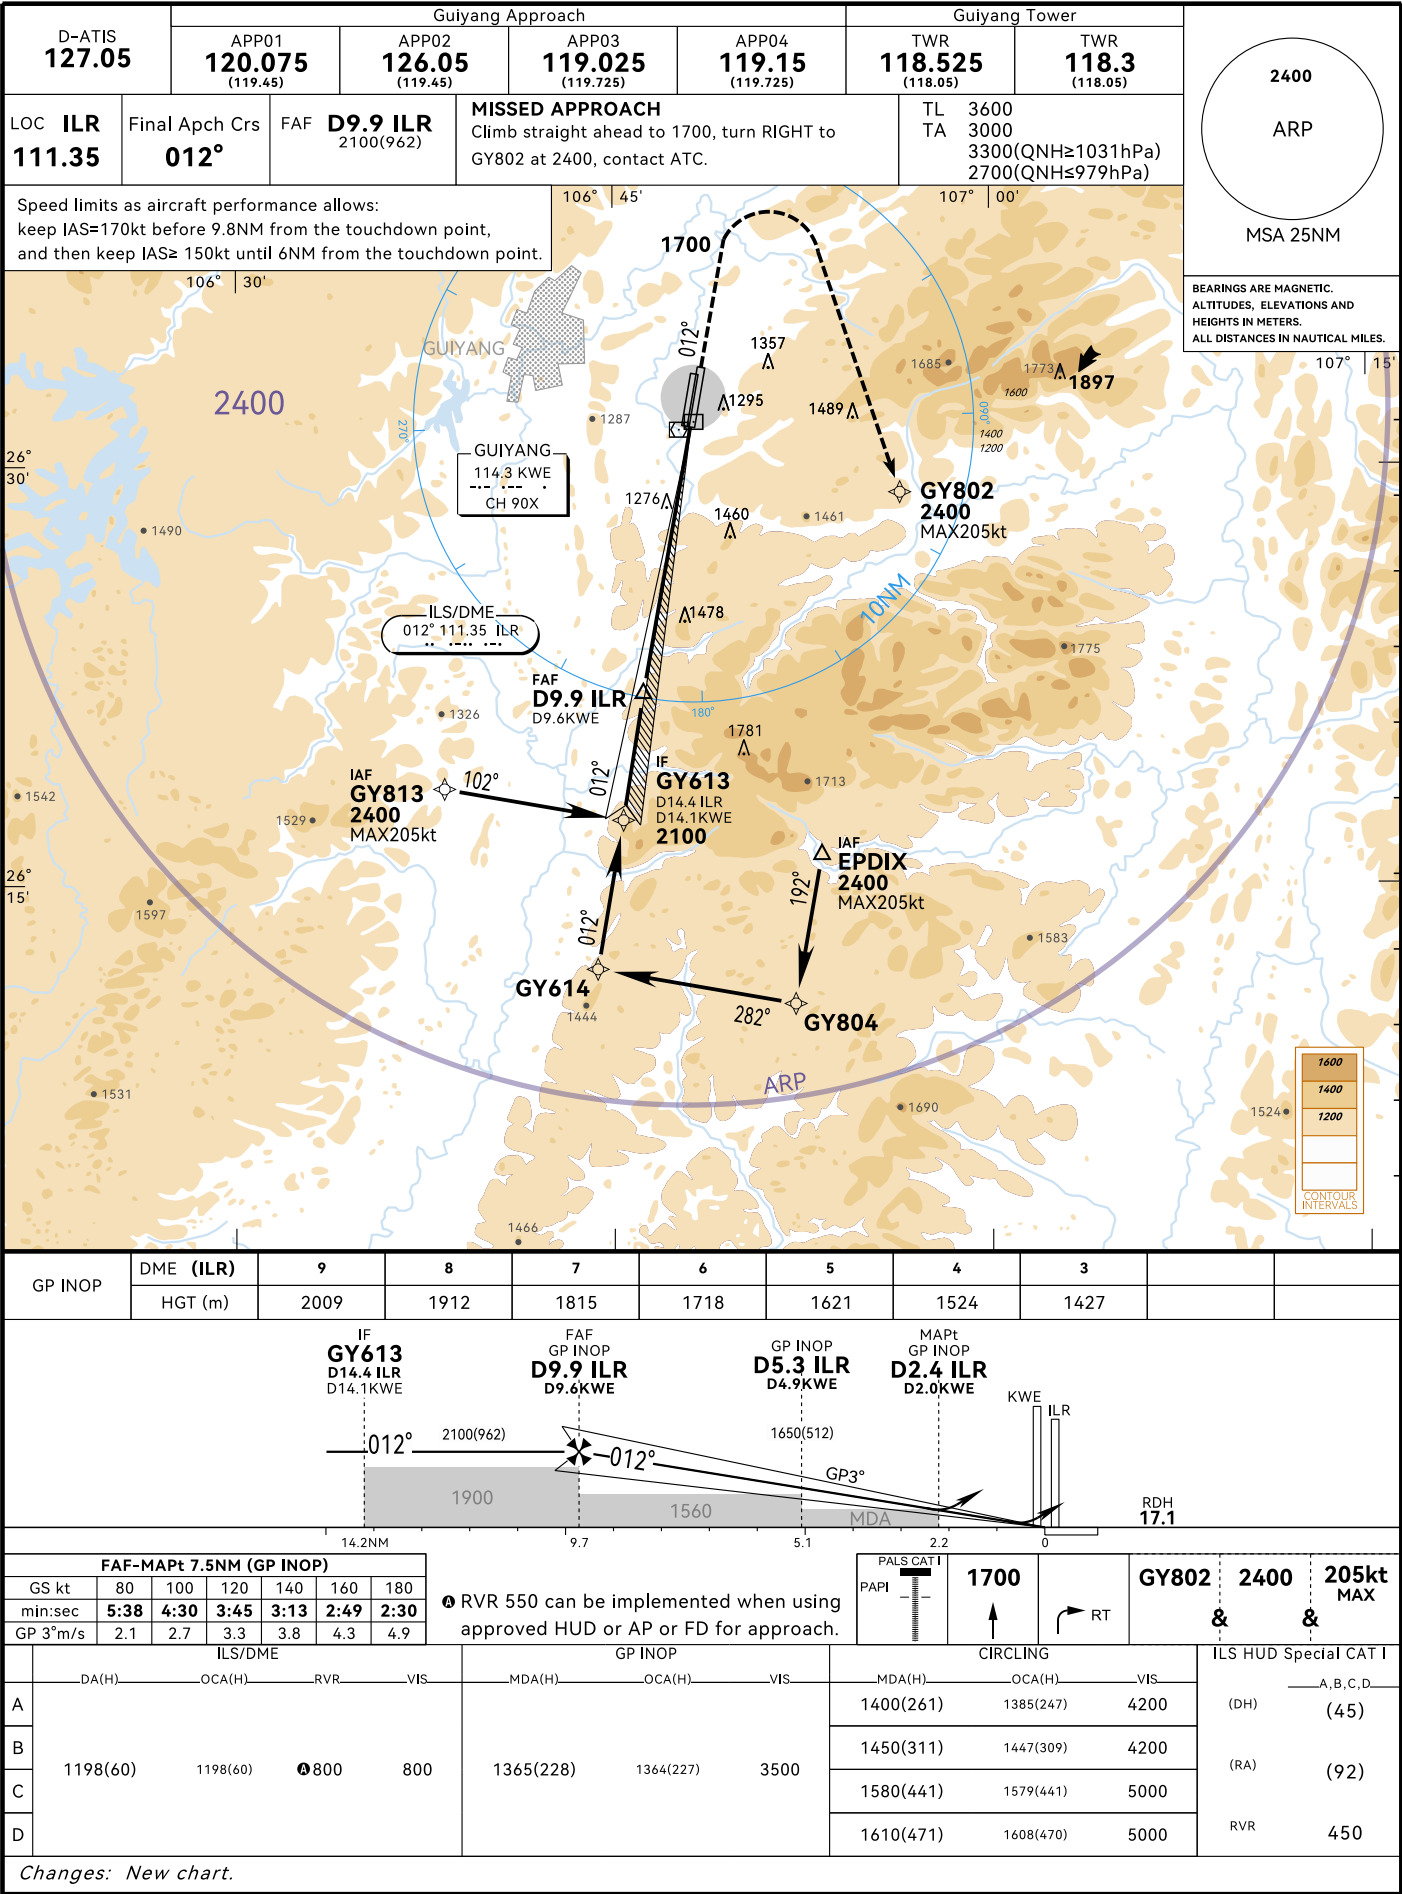 D-ATIS
127.05
Guiyang Approach
APP01
120.075
(119.45)
APP02
126.05
(119.45)
APP03
119.025
(119.725)
APP04
119.15
(119.725)
Guiyang Tower
TWR
118.525
(118.05)
TWR
118.3
(118.05)
LOC ILR
111.35
Final Apch Crs
012°
FAF D9.9 ILR
2100(962)
MISSED APPROACH
Climb straight ahead to 1700, turn RIGHT to
GY802 at 2400, contact ATC.
TL 3600
TA 3000
3300(QNH≥1031hPa)
2700(QNH≤979hPa)
2400
ARP
MSA 25NM
BEARINGS ARE MAGNETIC.
ALTITUDES, ELEVATIONS AND
HEIGHTS IN METERS.
ALL DISTANCES IN NAUTICAL MILES.
Speed limits as aircraft performance allows:
keep IAS=170kt before 9.8NM from the touchdown point,
and then keep IAS≥ 150kt until 6NM from the touchdown point.
106° 30'
106° 45'
107° 00'
107° 15'
1700
012°
GUIYANG
2400
1357
1295
1287
1489
1685
1773
1897
1600
1400
1200
270°
090°
26°
30'
GUIYANG
114.3 KWE
CH 90X
1276
1460
1461
1490
GY802
2400
MAX205kt
10NM
ILS/DME
012° 111.35 ILR
1478
1775
FAF
D9.9 ILR
D9.6KWE
180°
1326
1781
1713
IAF
GY813
2400
MAX205kt
102°
012°
IF
GY613
D14.4 ILR
D14.1KWE
2100
1542
1529
IAF
EPDIX
2400
MAX205kt
192°
26°
15'
1597
012°
1583
GY614
1444
282°
GY804
ARP
1531
1690
1524
1466
1600
1400
1200
CONTOUR
INTERVALS
GP INOP
DME (ILR) 9 8 7 6 5 4 3
HGT (m) 2009 1912 1815 1718 1621 1524 1427
IF
GY613
D14.4 ILR
D14.1KWE
FAF
GP INOP
D9.9 ILR
D9.6KWE
GP INOP
D5.3 ILR
D4.9KWE
MAPt
GP INOP
D2.4 ILR
D2.0KWE
KWE
ILR
012°
2100(962)
012°
1650(512)
GP3°
1900
1560
MDA
RDH
17.1
14.2NM 9.7 5.1 2.2 0
FAF-MAPt 7.5NM (GP INOP)
GS kt 80 100 120 140 160 180
min:sec 5:38 4:30 3:45 3:13 2:49 2:30
GP 3°m/s 2.1 2.7 3.3 3.8 4.3 4.9
A RVR 550 can be implemented when using
approved HUD or AP or FD for approach.
PALS CAT I
PAPI
1700
RT
GY802 & 2400 & 205kt
MAX
ILS/DME
DA(H) OCA(H) RVR VIS
GP INOP
MDA(H) OCA(H) VIS
CIRCLING
MDA(H) OCA(H) VIS
ILS HUD Special CAT I
A,B,C,D
A
B
C
D
1198(60) 1198(60) A 800 800
1365(228) 1364(227) 3500
1400(261) 1385(247) 4200
1450(311) 1447(309) 4200
1580(441) 1579(441) 5000
1610(471) 1608(470) 5000
(DH) (45)
(RA) (92)
RVR 450
Changes: New chart.